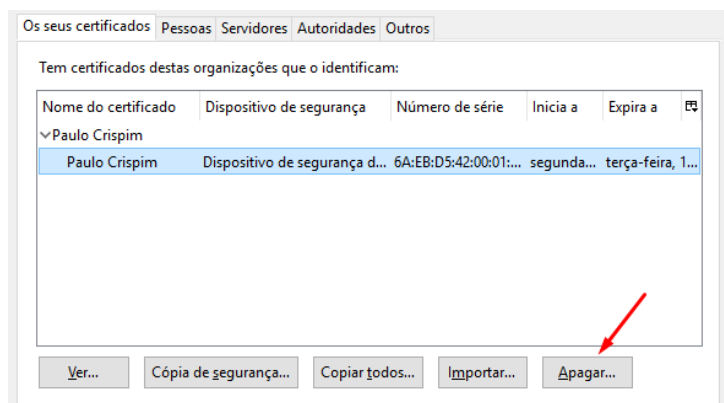 Os seus certificados Pessoas Servidores Autoridades Outros
Tem certificados destas organizações que o identificam:
Nome do certificado Dispositivo de segurança Número de série Inicia a Expira a
Paulo Crispim
Paulo Crispim Dispositivo de segurança d... 6A:EB:D5:42:00:01:... segunda... terça-feira, 1...
Ver... Cópia de segurança... Copiar todos... Importar... Apagar...